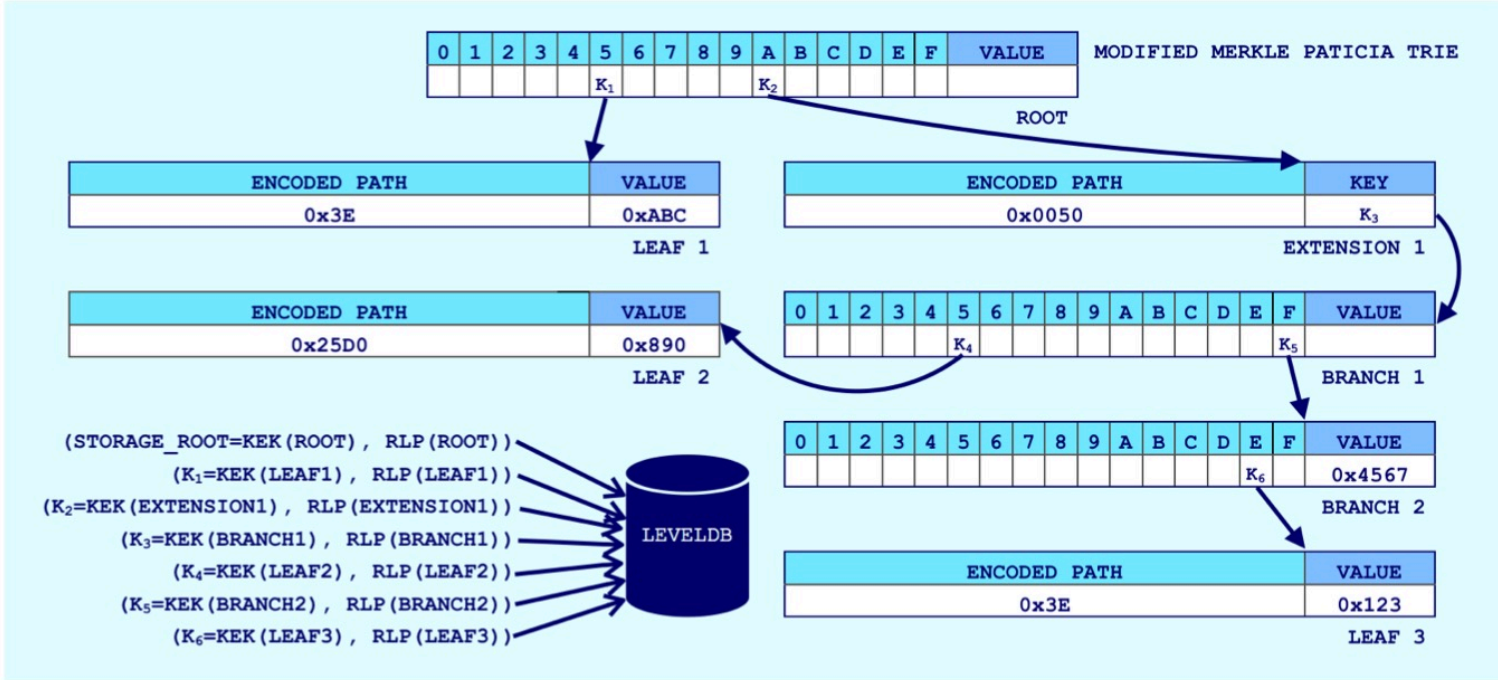 0 1 2 3 4 5 6 7 8 9 A B C D E F VALUE MODIFIED MERKLE PATICIA TRIE
K₁ K₂
ROOT
ENCODED PATH VALUE
0x3E 0xABC
LEAF 1
ENCODED PATH KEY
0x0050 K₃
EXTENSION 1
ENCODED PATH VALUE
0x25D0 0x890
LEAF 2
0 1 2 3 4 5 6 7 8 9 A B C D E F VALUE
K₄ K₅
BRANCH 1
0 1 2 3 4 5 6 7 8 9 A B C D E F VALUE
K₆ 0x4567
BRANCH 2
ENCODED PATH VALUE
0x3E 0x123
LEAF 3
(STORAGE_ROOT=KEK(ROOT), RLP(ROOT))
(K₁=KEK(LEAF1), RLP(LEAF1)
(K₂=KEK(EXTENSION1), RLP(EXTENSION1))
(K₃=KEK(BRANCH1), RLP(BRANCH1))
(K₄=KEK(LEAF2), RLP(LEAF2))
(K₅=KEK(BRANCH2), RLP(BRANCH2))
(K₆=KEK(LEAF3), RLP(LEAF3))
LEVELDB